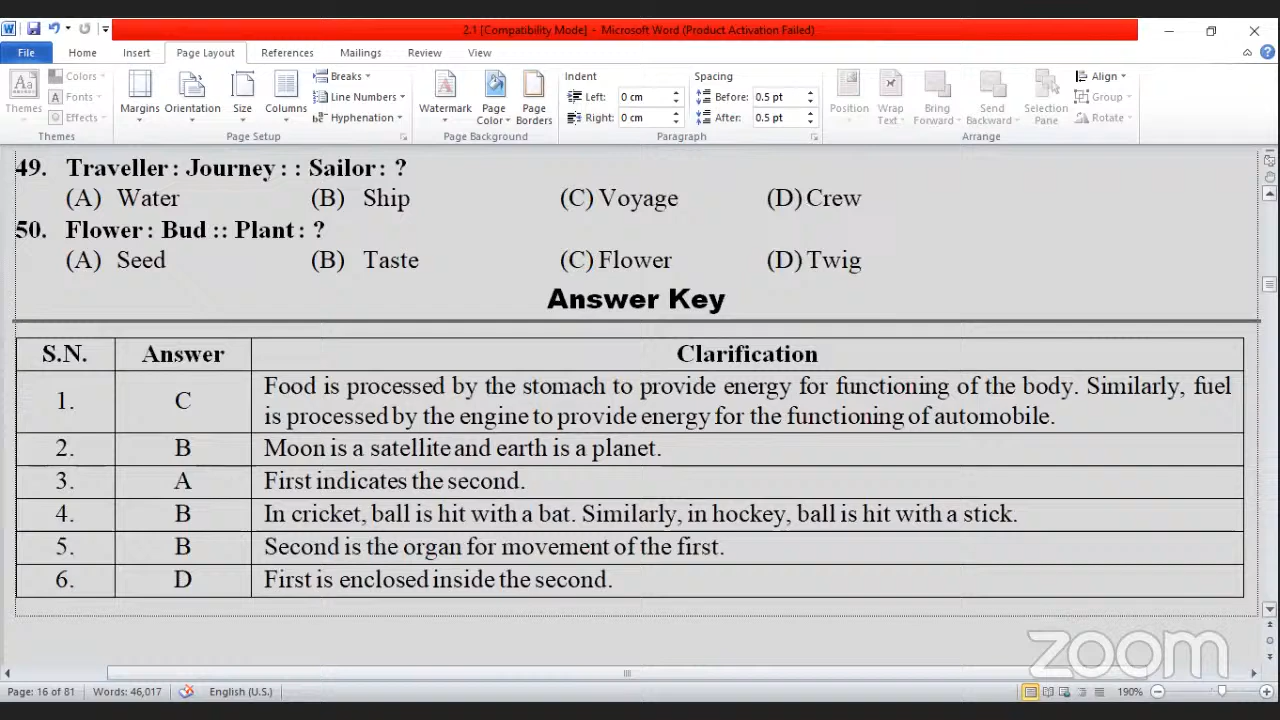 2.1 [Compatibility Mode] - Microsoft Word (Product Activation Failed)
File Home Insert Page Layout References Mailings Review View
Themes Colors Fonts Effects Themes
Margins Orientation Size Columns Breaks Line Numbers Hyphenation Page Setup
Watermark Page Color Page Borders Page Background
Indent Left: 0 cm Right: 0 cm Spacing Before: 0.5 pt After: 0.5 pt Paragraph
Position Wrap Text Bring Forward Send Backward Selection Pane Align Group Rotate Arrange
49. Traveller : Journey : : Sailor : ?
(A) Water (B) Ship (C) Voyage (D) Crew
50. Flower : Bud :: Plant : ?
(A) Seed (B) Taste (C) Flower (D) Twig
Answer Key
S.N. Answer Clarification
1. C Food is processed by the stomach to provide energy for functioning of the body. Similarly, fuel
is processed by the engine to provide energy for the functioning of automobile.
2. B Moon is a satellite and earth is a planet.
3. A First indicates the second.
4. B In cricket, ball is hit with a bat. Similarly, in hockey, ball is hit with a stick.
5. B Second is the organ for movement of the first.
6. D First is enclosed inside the second.
zoom
Page: 16 of 81 Words: 46,017 English (U.S.) 190%